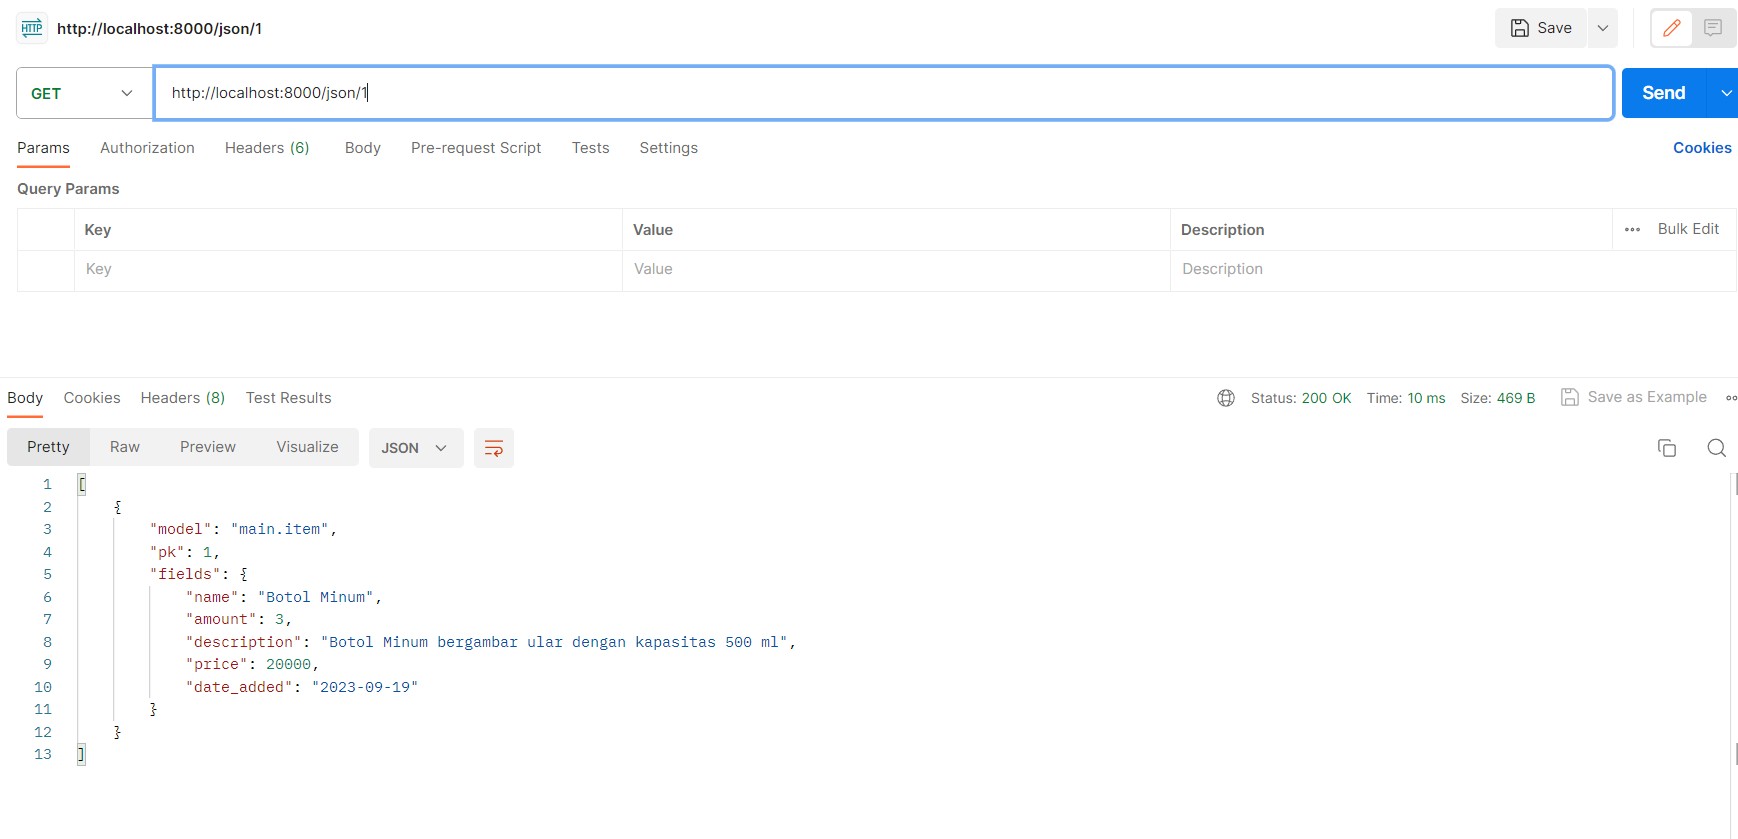 HTTP http://localhost:8000/json/1 Save
GET http://localhost:8000/json/1 Send
Params Authorization Headers (6) Body Pre-request Script Tests Settings Cookies
Query Params
Key Value Description ••• Bulk Edit
Key Value Description
Body Cookies Headers (8) Test Results Status: 200 OK Time: 10 ms Size: 469 B Save as Example
Pretty Raw Preview Visualize JSON
1 [
2 {
3 "model": "main.item",
4 "pk": 1,
5 "fields": {
6 "name": "Botol Minum",
7 "amount": 3,
8 "description": "Botol Minum bergambar ular dengan kapasitas 500 ml",
9 "price": 20000,
10 "date_added": "2023-09-19"
11 }
12 }
13 ]